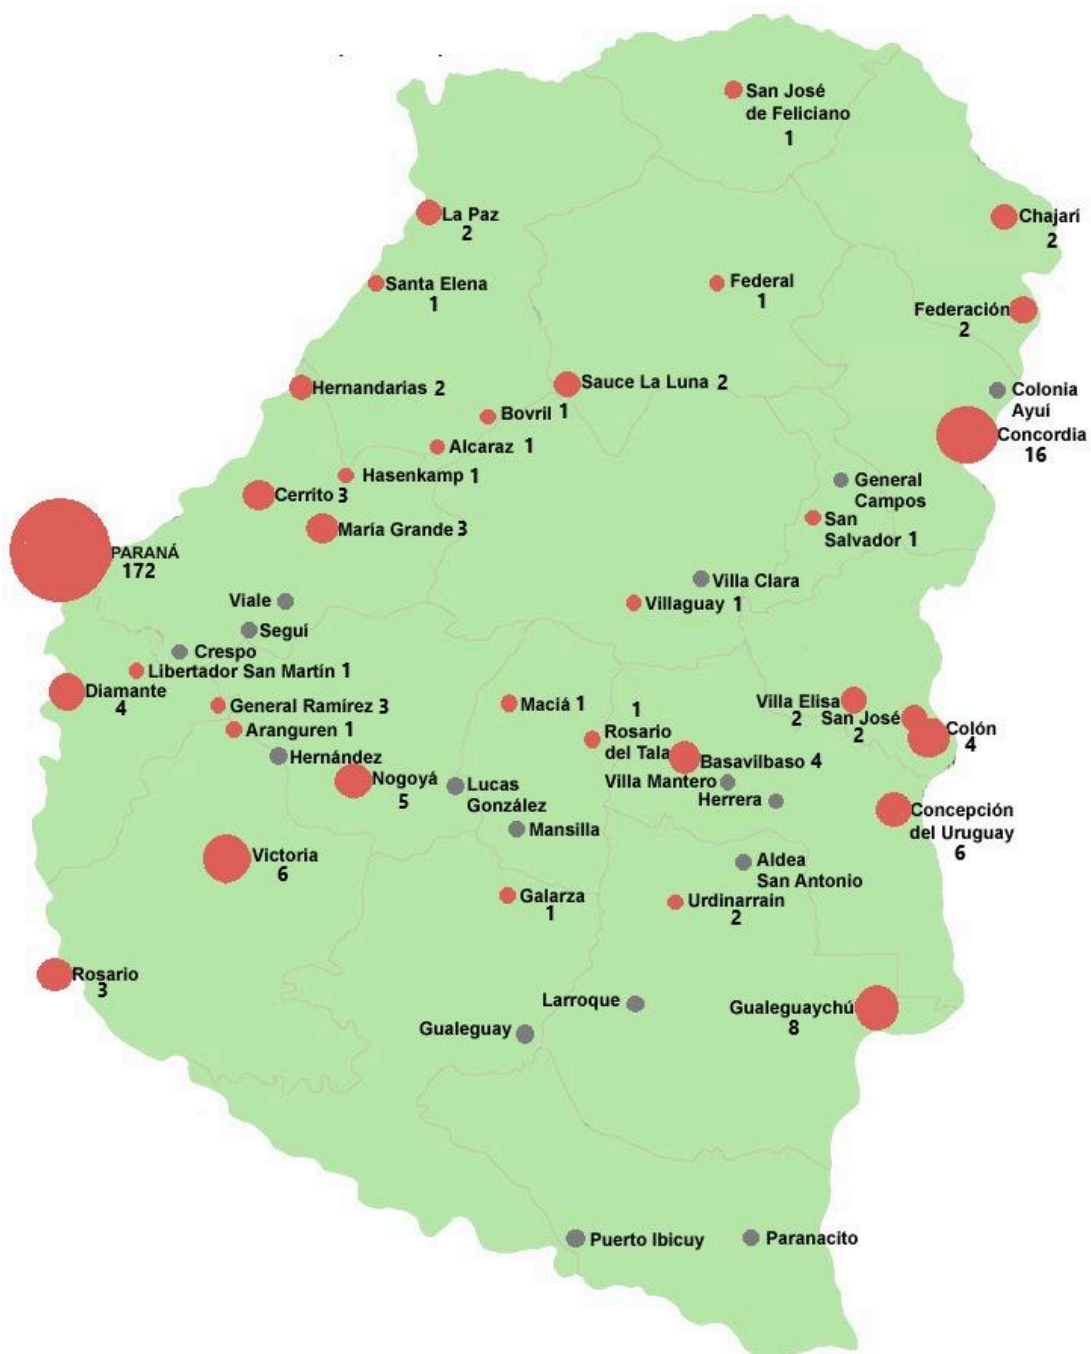 San José
de Feliciano
1
La Paz
2
Chajarí
2
Santa Elena
1
Federal
1
Federación
2
Hernandarias 2
Sauce La Luna 2
Colonia
Ayuí
Bovril 1
Concordia
16
Alcaraz 1
Hasenkamp 1
General
Campos
Cerrito 3
María Grande 3
San
Salvador 1
PARANÁ
172
Villa Clara
Viale
Villaguay 1
Seguí
Crespo
Libertador San Martín 1
Diamante
4
General Ramírez 3
Maciá 1
1
Rosario
del Tala
Villa Elisa
2
San José
2
Colón
4
Aranguren 1
Hernández
Basavilbaso 4
Nogoyá
5
Lucas
González
Villa Mantero
Herrera
Concepción
del Uruguay
6
Mansilla
Victoria
6
Aldea
San Antonio
Galarza
1
Urdinarrain
2
Rosario
3
Larroque
Gualeguaychú
8
Gualeguay
Puerto Ibicuy
Paranacito